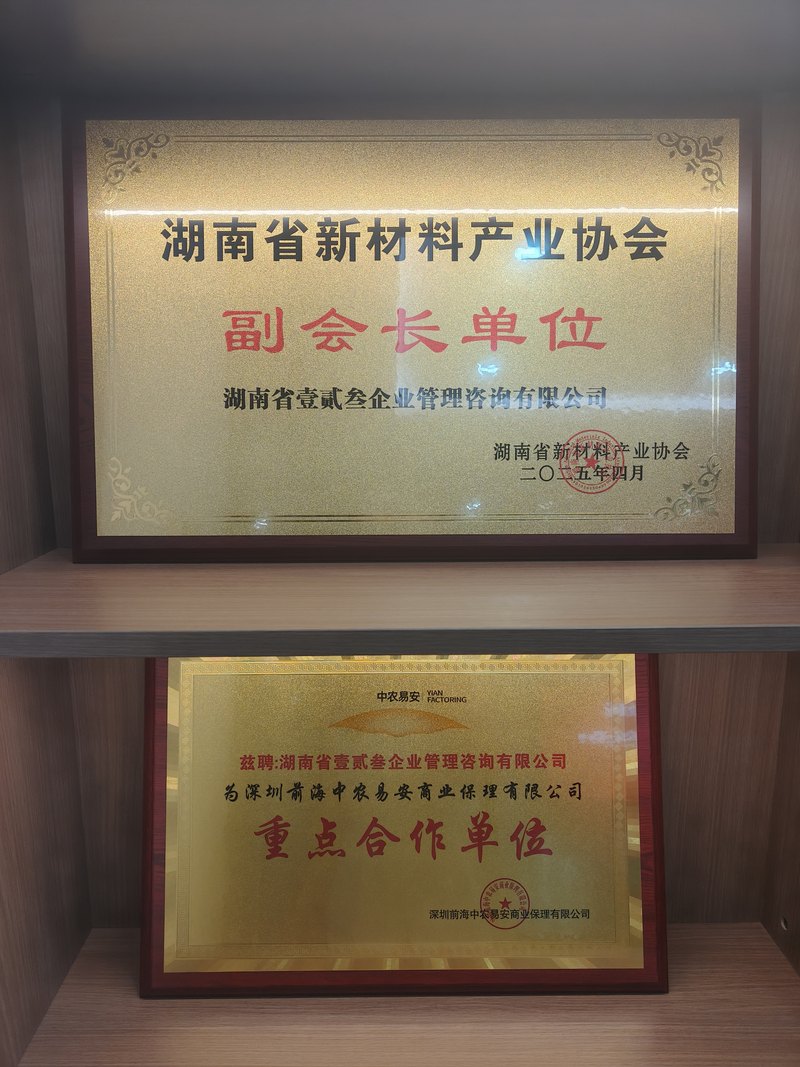 湖南省新材料产业协会
副会长单位
湖南省壹贰叁企业管理咨询有限公司
湖南省新材料产业协会
二〇二五年四月
中农易安 YIAN FACTORING
兹聘:湖南省壹贰叁企业管理咨询有限公司
为深圳前海中农易安商业保理有限公司
重点合作单位
深圳前海中农易安商业保理有限公司